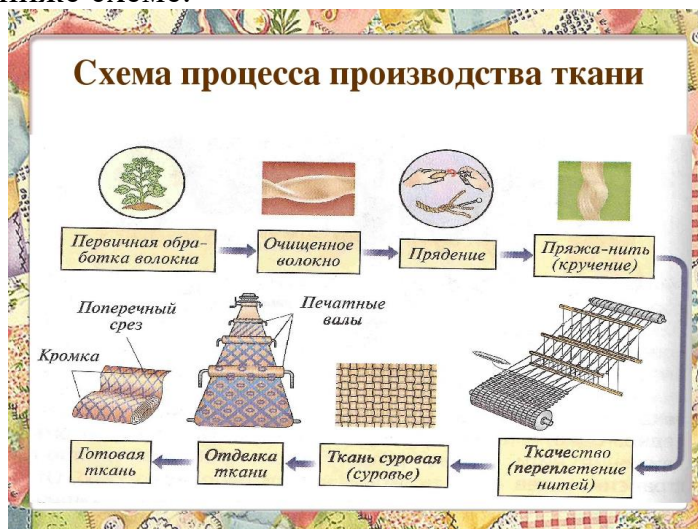 Схема процесса производства ткани
Первичная обра-
ботка волокна
Очищенное
волокно
Прядение
Пряжа-нить
(кручение)
Поперечный
срез
Кромка
Печатные
валы
Готовая
ткань
Отделка
ткани
Ткань суровая
(суровье)
Ткачество
(переплетение
нитей)